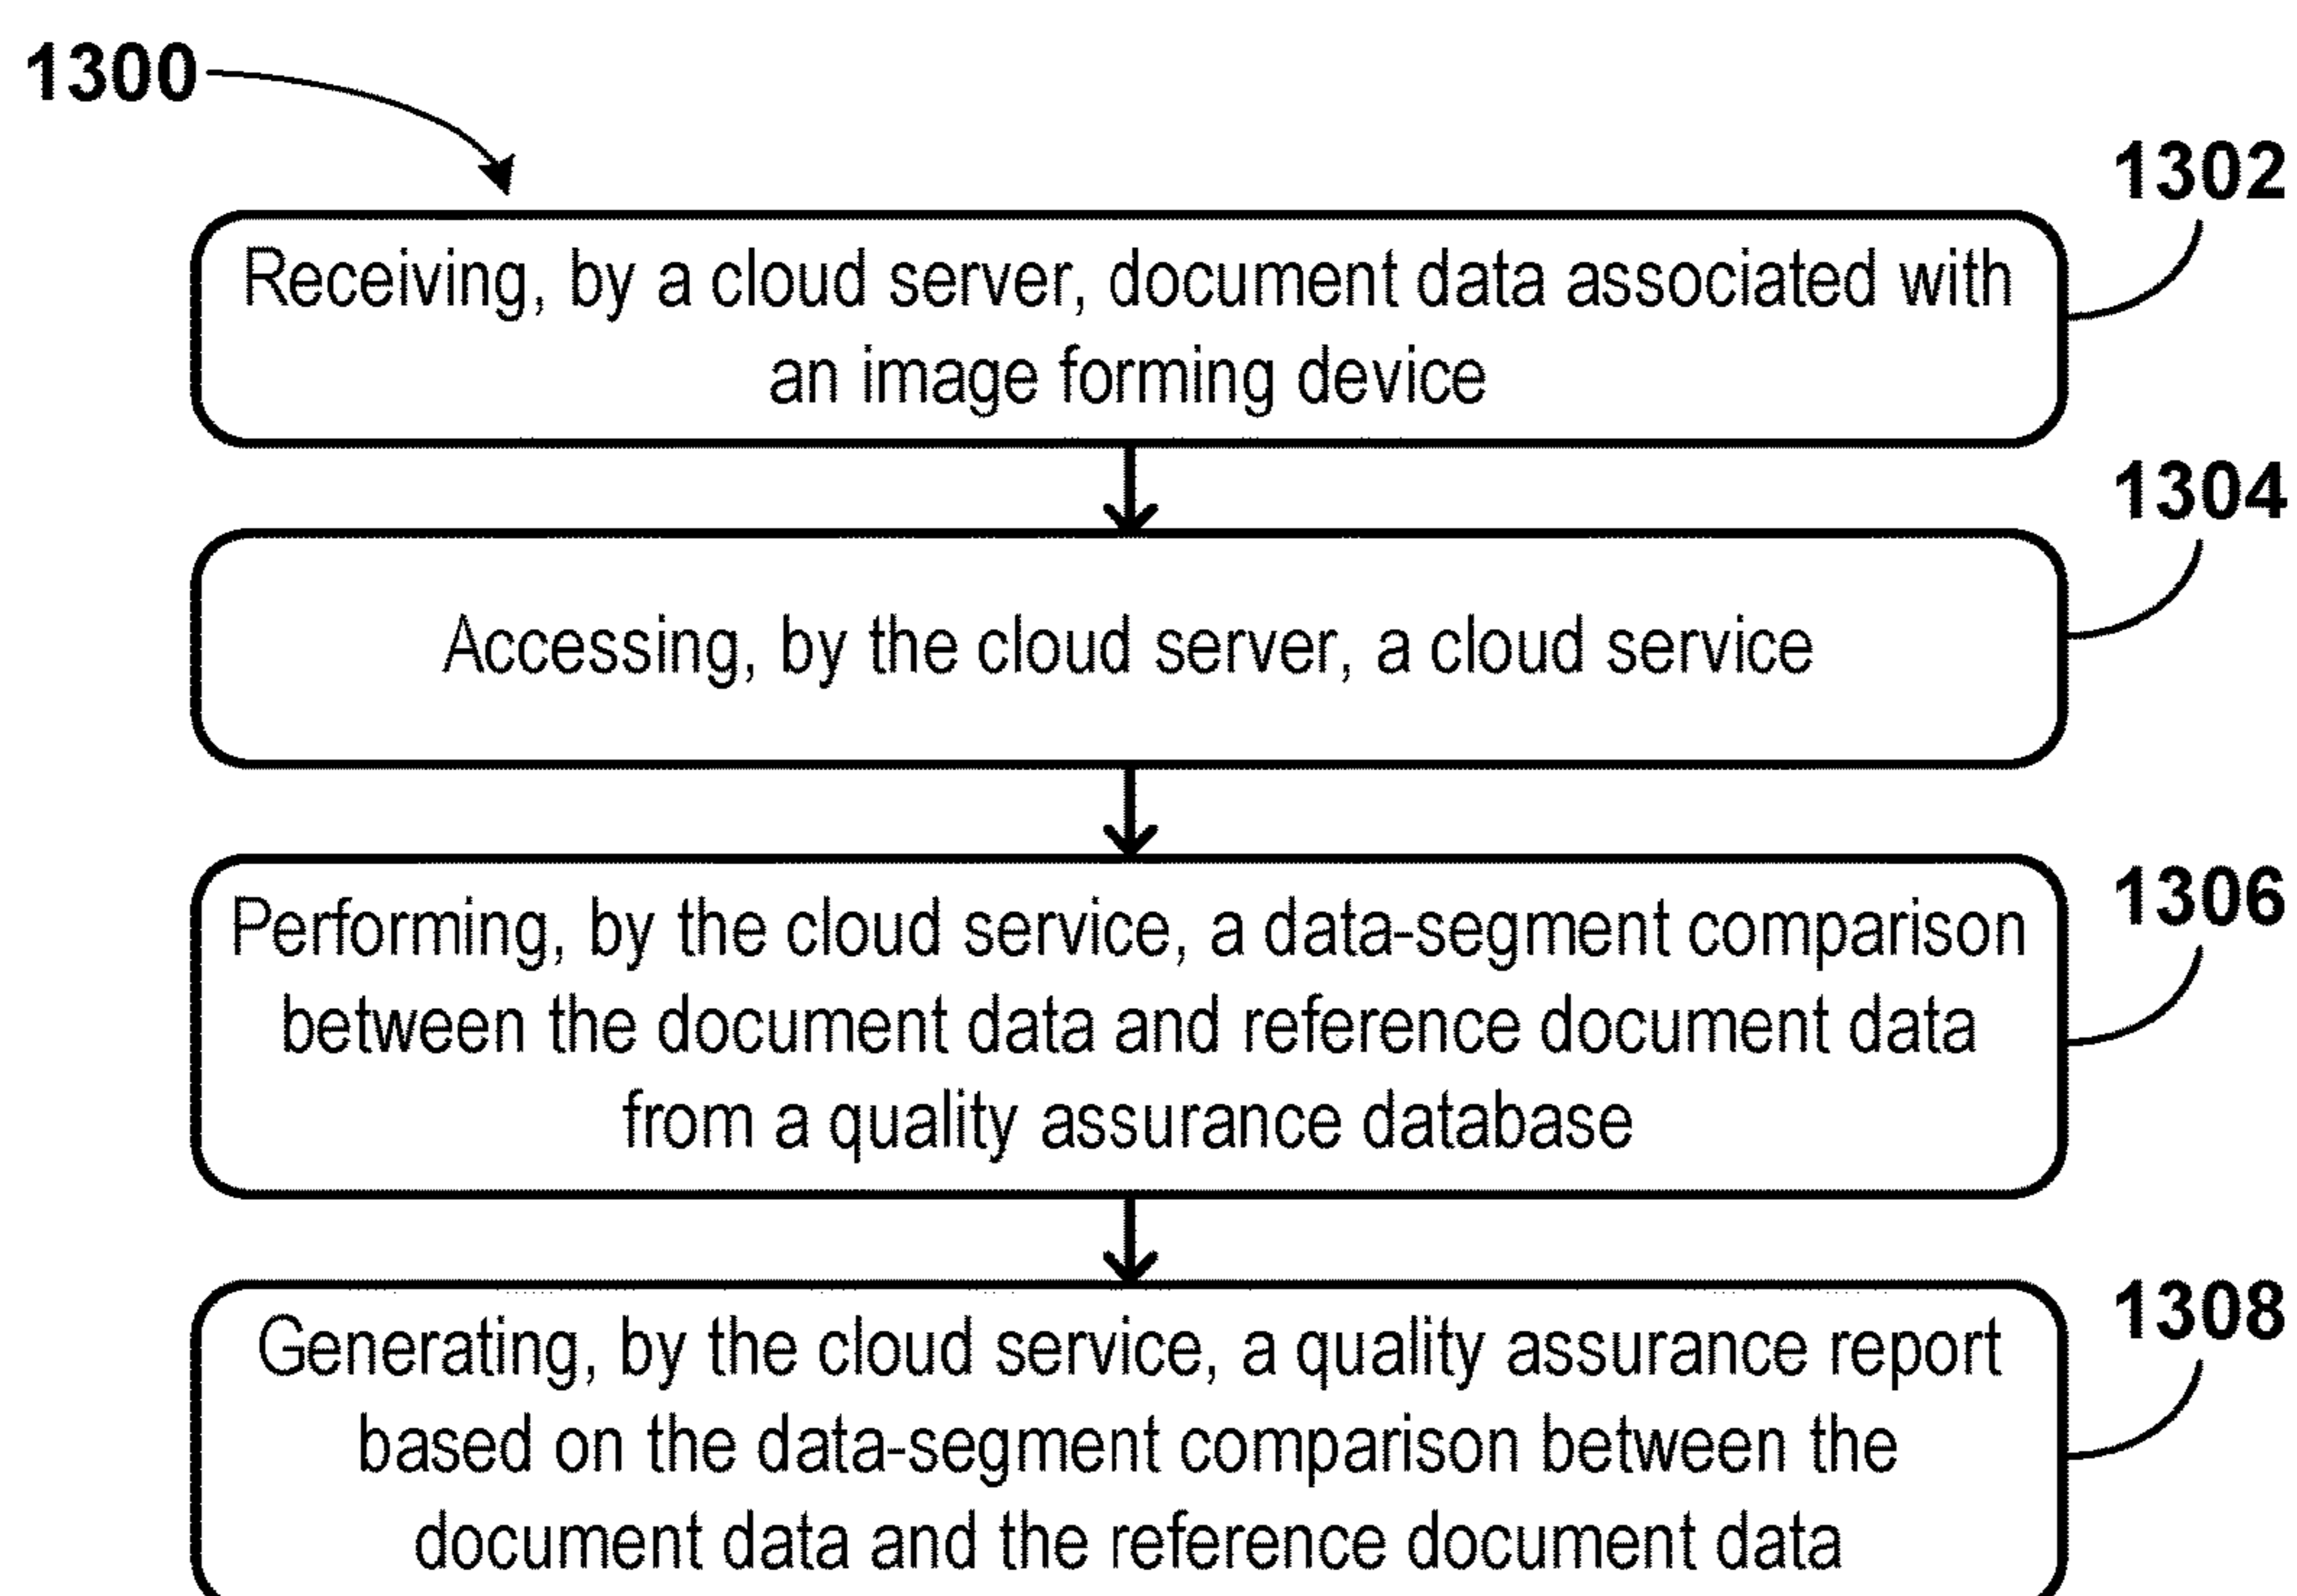 1300
1302
Receiving, by a cloud server, document data associated with
an image forming device
1304
Accessing, by the cloud server, a cloud service
1306
Performing, by the cloud service, a data-segment comparison
between the document data and reference document data
from a quality assurance database
1308
Generating, by the cloud service, a quality assurance report
based on the data-segment comparison between the
document data and the reference document data